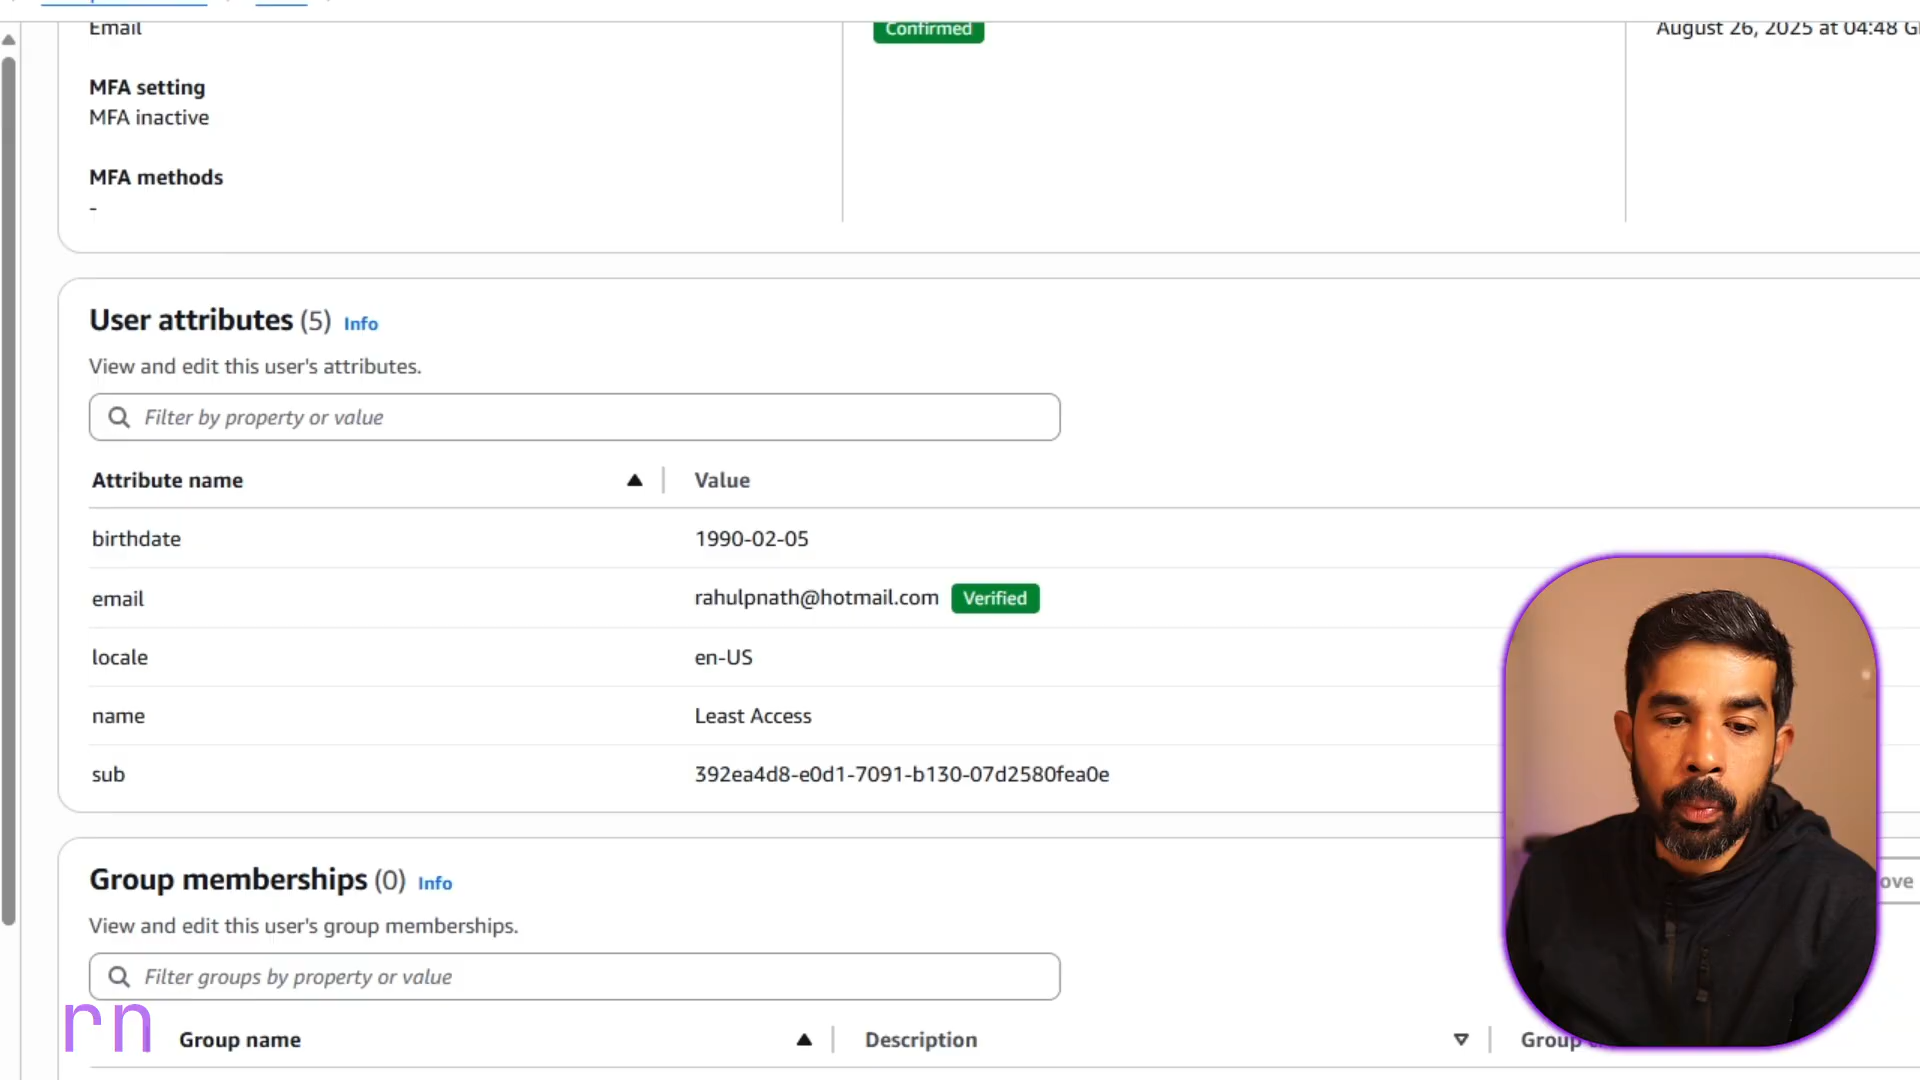 Email
Confirmed
August 26, 2025 at 04:48
MFA setting
MFA inactive
MFA methods
-
User attributes (5) Info
View and edit this user's attributes.
Filter by property or value
Attribute name
Value
birthdate
1990-02-05
email
rahulpnath@hotmail.com Verified
locale
en-US
name
Least Access
sub
392ea4d8-e0d1-7091-b130-07d2580fea0e
Group memberships (0) Info
ove
View and edit this user's group memberships.
Filter groups by property or value
rn
Group name
Description
Group